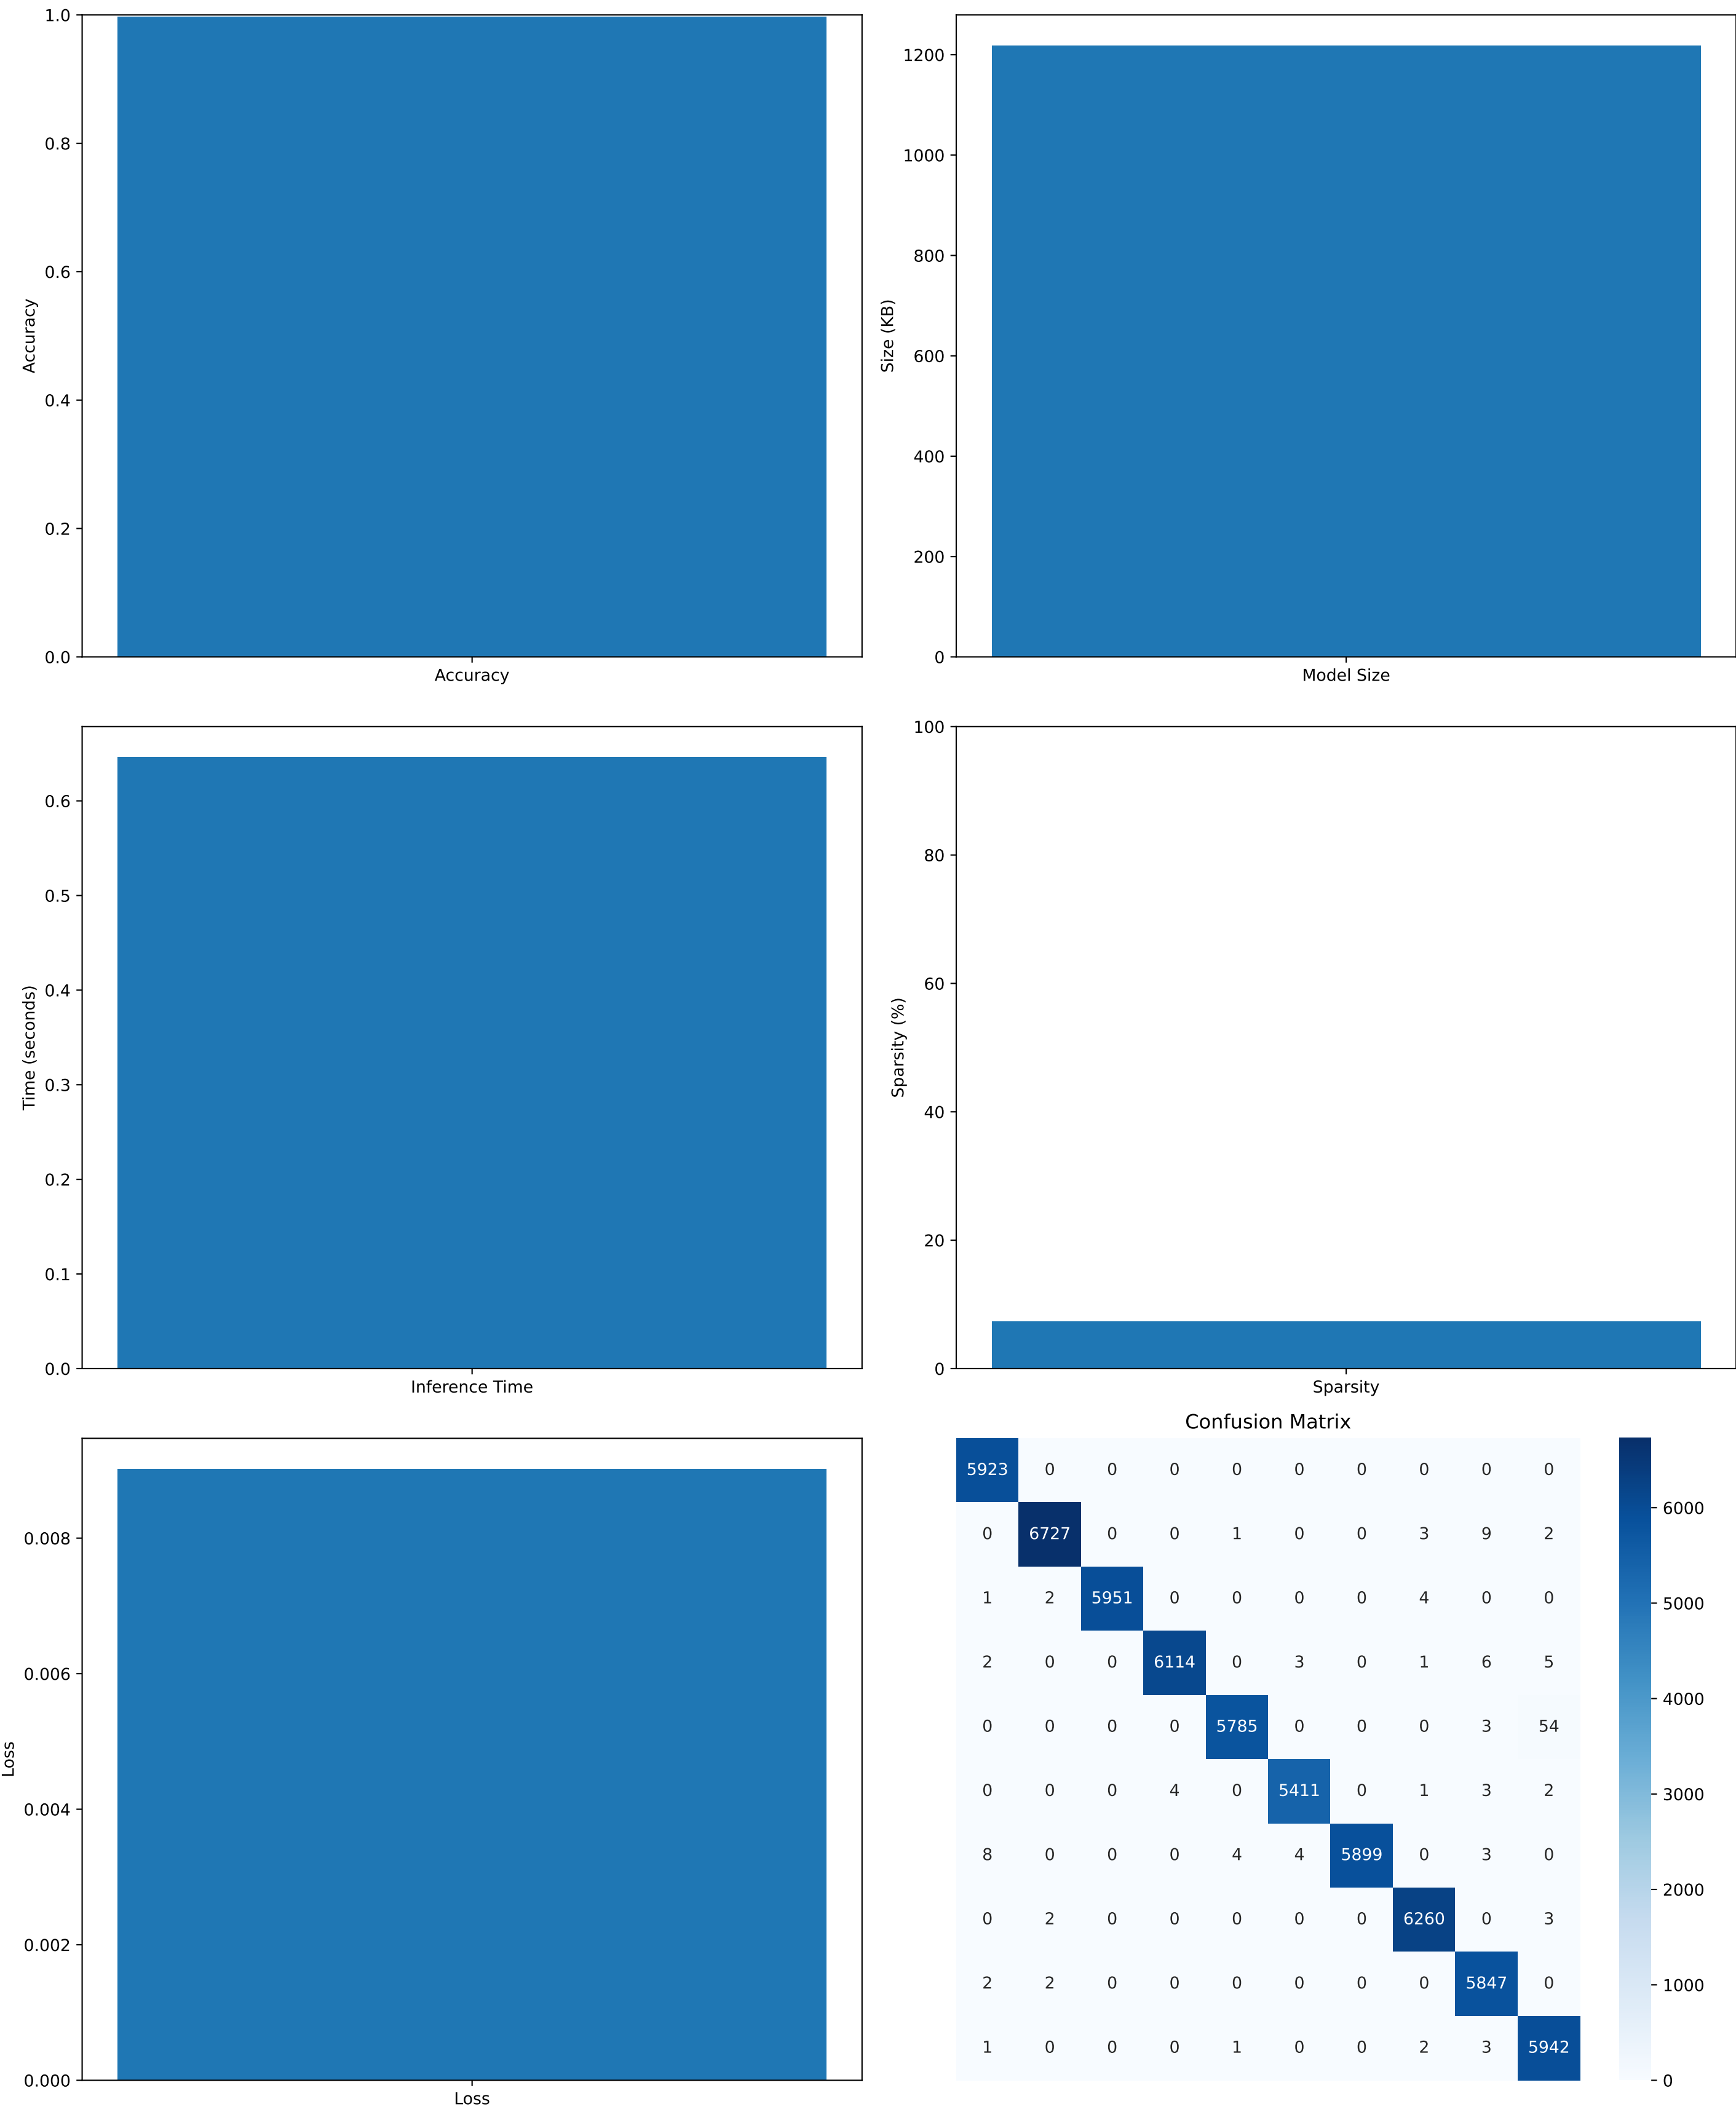 1.0
0.8
0.6
0.4
0.2
0.0
Accuracy
Accuracy
1200
1000
800
600
400
200
0
Size (KB)
Model Size
0.6
0.5
0.4
0.3
0.2
0.1
0.0
Time (seconds)
Inference Time
100
80
60
40
20
0
Sparsity (%)
Sparsity
0.008
0.006
0.004
0.002
0.000
Loss
Loss
Confusion Matrix
5923 0 0 0 0 0 0 0 0 0
0 6727 0 0 1 0 0 3 9 2
1 2 5951 0 0 0 0 4 0 0
2 0 0 6114 0 3 0 1 6 5
0 0 0 0 5785 0 0 0 3 54
0 0 0 4 0 5411 0 1 3 2
8 0 0 0 4 4 5899 0 3 0
0 2 0 0 0 0 0 6260 0 3
2 2 0 0 0 0 0 0 5847 0
1 0 0 0 1 0 0 2 3 5942
6000
5000
4000
3000
2000
1000
0